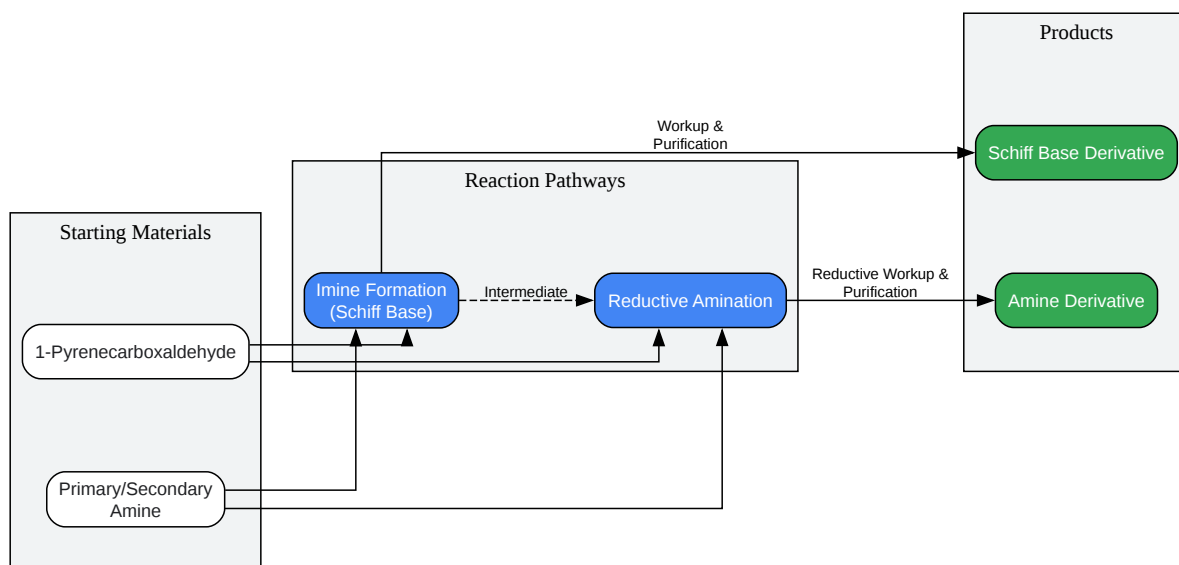 Products
Workup &
Purification
Schiff Base Derivative
Reaction Pathways
Starting Materials
Imine Formation
(Schiff Base)
Intermediate
Reductive Amination
Reductive Workup &
Purification
Amine Derivative
1-Pyrenecarboxaldehyde
Primary/Secondary
Amine